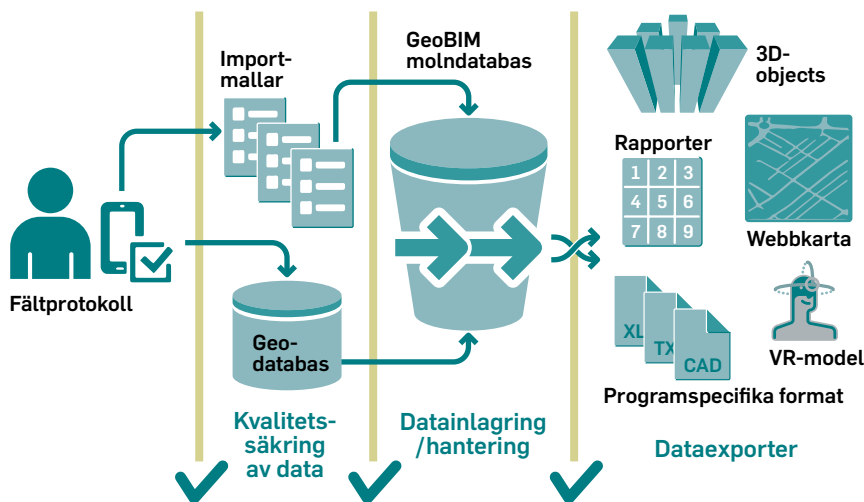 Fältprotokoll
Import-
mallar
Geo-
databas
Kvalitets-
säkring
av data
GeoBIM
molndatabas
Datainlagring
/hantering
3D-
objects
Rapporter
1 2 3
4 5 6
7 8 9
Webbkarta
XL
TX
CAD
VR-model
Programspecifika format
Dataexporter